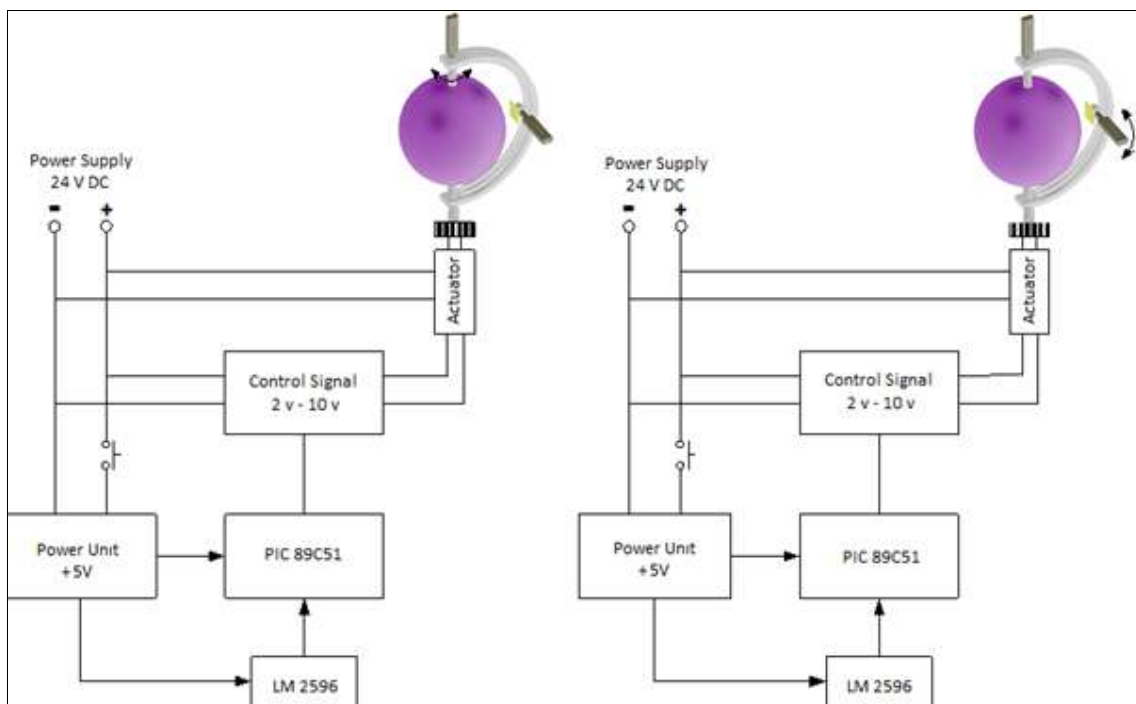 Power Supply
24 V DC
- +
Actuator
Control Signal
2 v - 10 v
Power Unit
+5V
PIC 89C51
LM 2596
Power Supply
24 V DC
- +
Actuator
Control Signal
2 v - 10 v
Power Unit
+5V
PIC 89C51
LM 2596